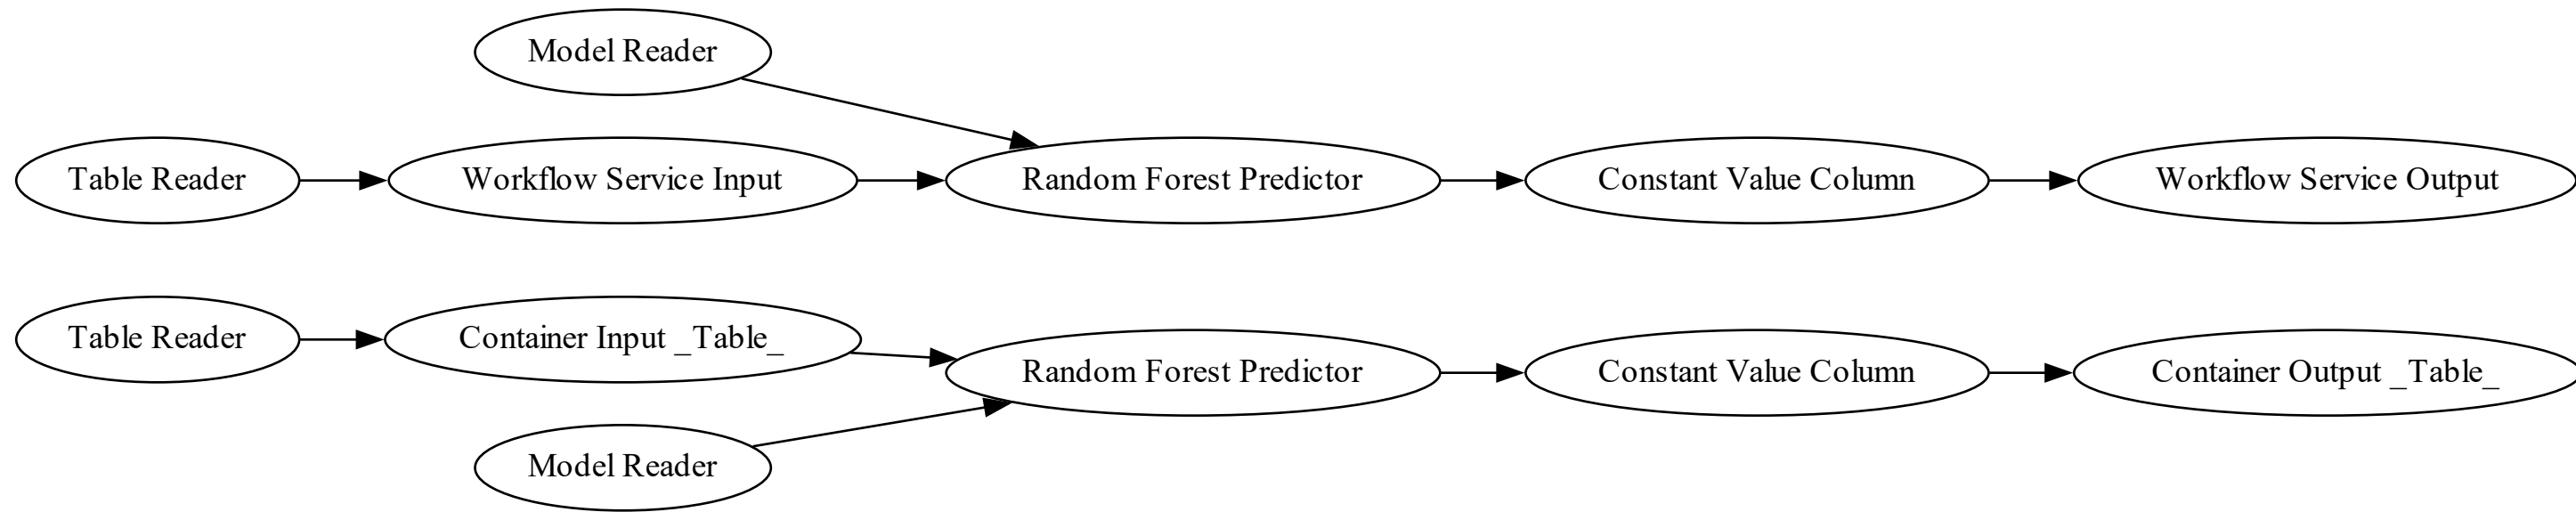 Model Reader
Table Reader
Workflow Service Input
Random Forest Predictor
Constant Value Column
Workflow Service Output
Table Reader
Container Input _Table_
Random Forest Predictor
Constant Value Column
Container Output _Table_
Model Reader